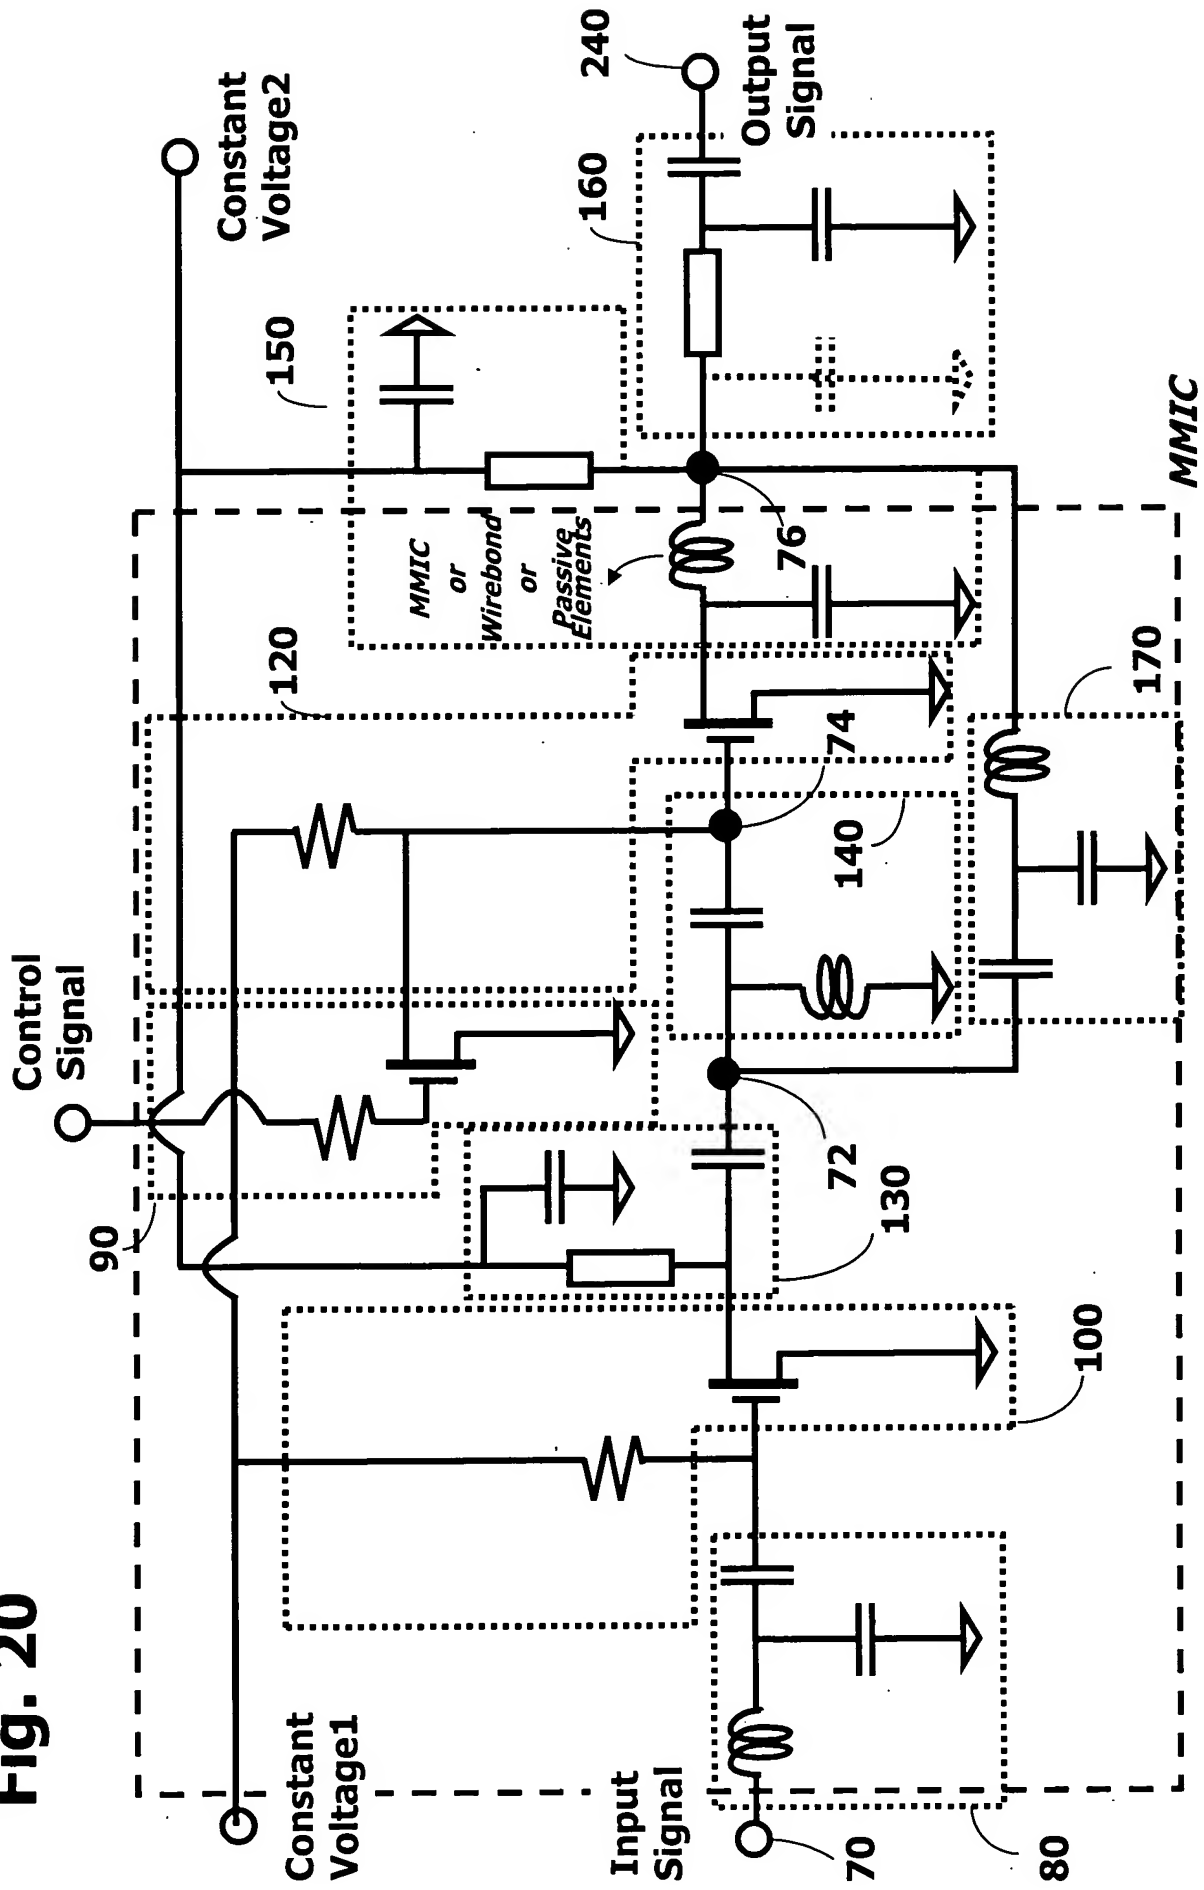 Fig. 20
Control
Signal
Constant
Voltage2
90
120
150
MMIC
or
Wirebond
or
Passive
Elements
160
240
Output
Signal
Constant
Voltage1
Input
Signal
70
80
100
130
72
140
74
76
170
MMIC